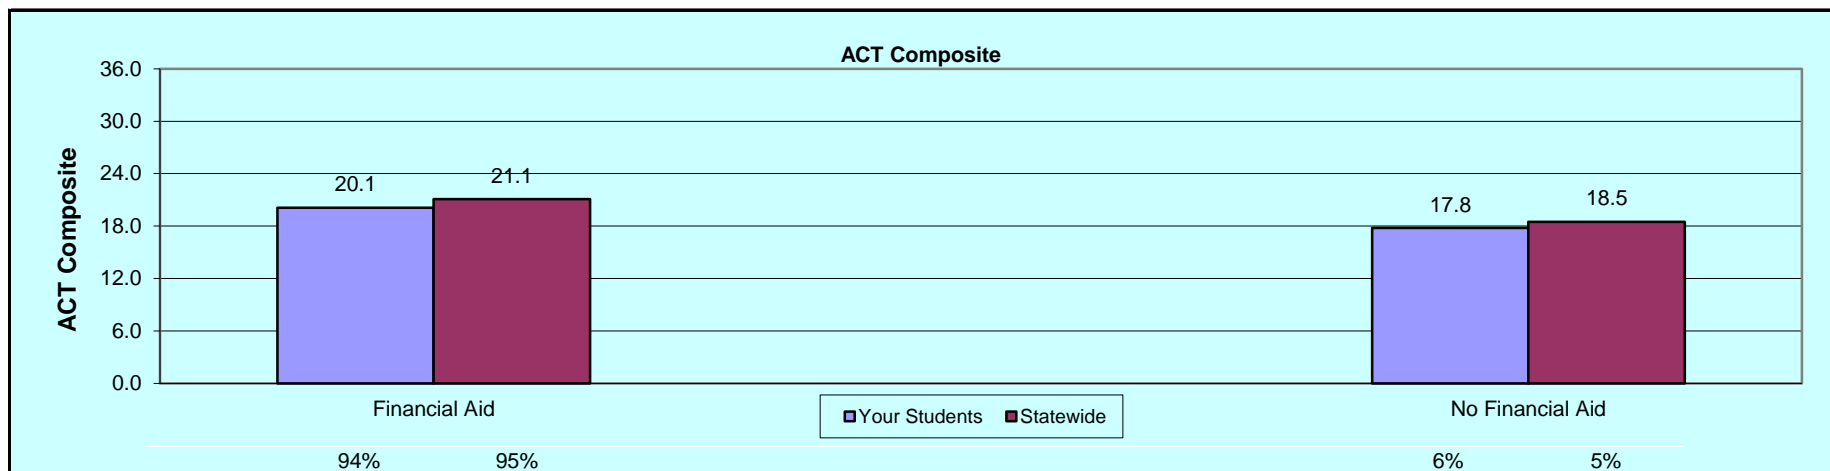 ACT Composite
36.0
30.0
24.0
18.0
12.0
6.0
0.0
ACT Composite
20.1 21.1 17.8 18.5
Financial Aid No Financial Aid
Your Students Statewide
94% 95% 6% 5%